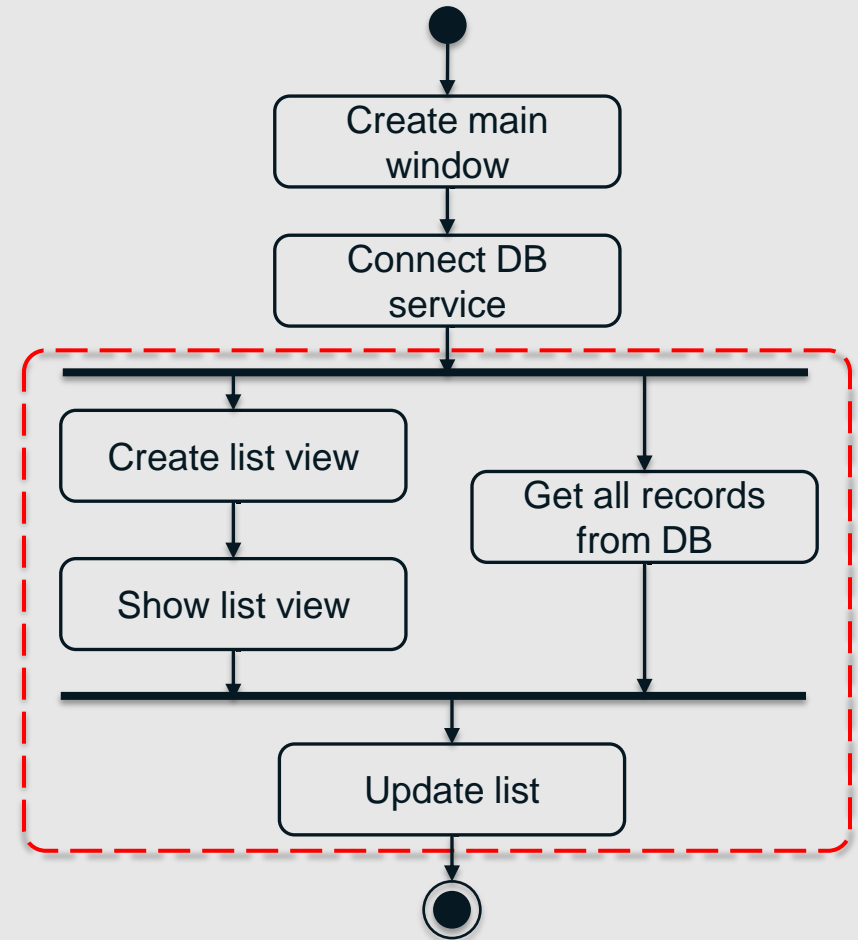 Create main
window
Connect DB
service
Create list view
Get all records
from DB
Show list view
Update list